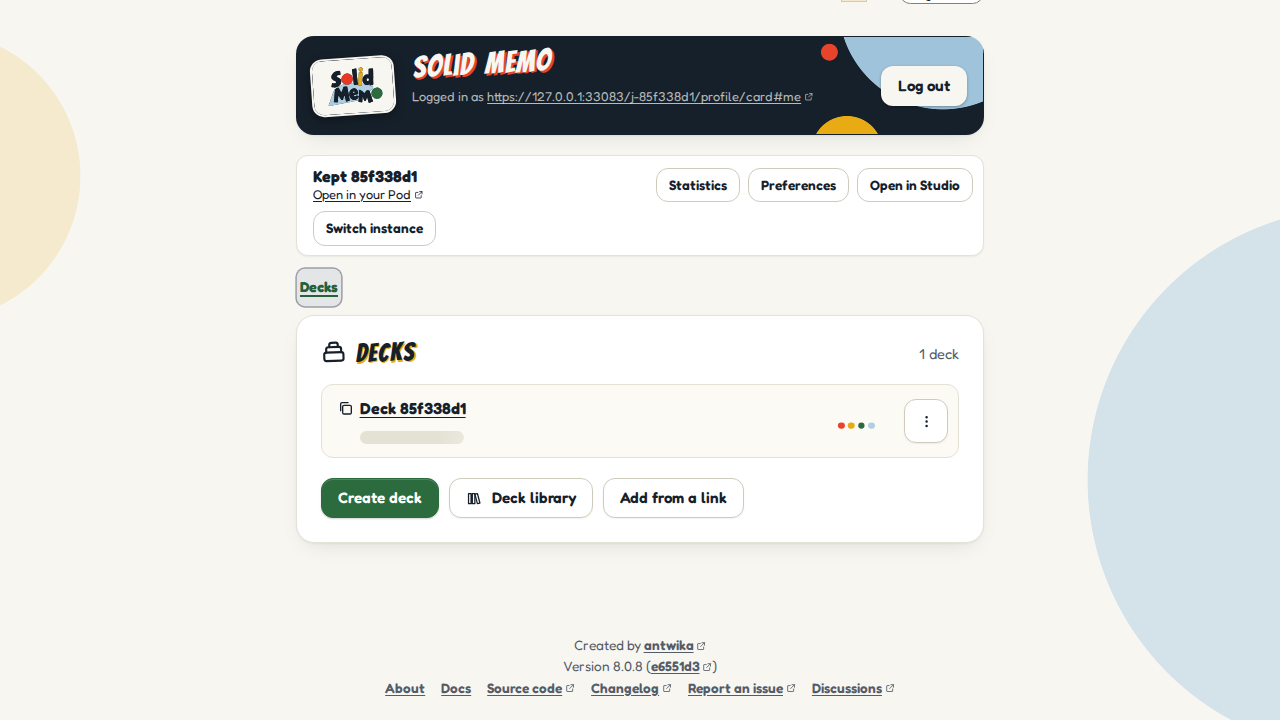 Solid Memo
SOLID MEMO
Logged in as https://127.0.0.1:33083/j-85f338d1/profile/card#me
Log out
Kept 85f338d1
Open in your Pod
Statistics
Preferences
Open in Studio
Switch instance
Decks
DECKS
1 deck
Deck 85f338d1
Create deck
Deck library
Add from a link
Created by antwika
Version 8.0.8 (e6551d3)
About Docs Source code Changelog Report an issue Discussions